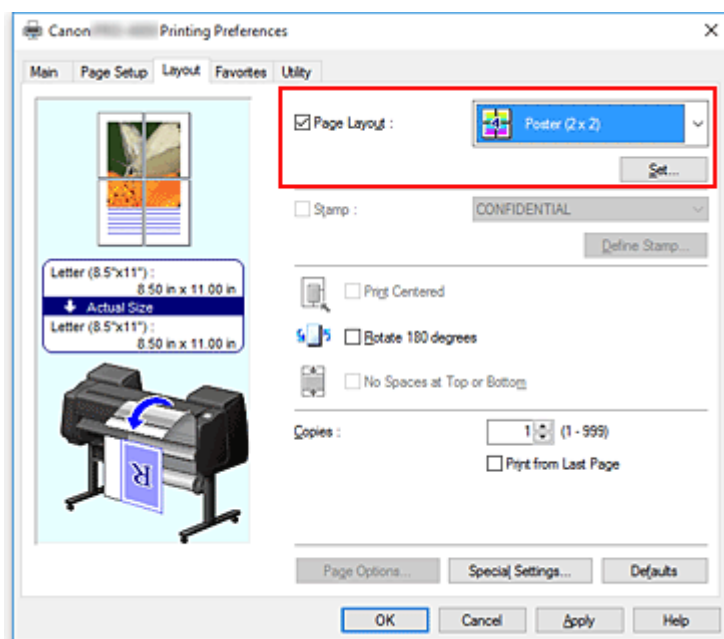 Canon Printing Preferences
Main Page Setup Layout Favorites Utility
Page Layout : 4 Poster (2 x 2)
Set...
Stamp : CONFIDENTIAL
Define Stamp...
Letter (8.5"x11") :
8.50 in x 11.00 in
Actual Size
Letter (8.5"x11") :
8.50 in x 11.00 in
Print Centered
Rotate 180 degrees
No Spaces at Top or Bottom
Copies : 1 (1 - 999)
Print from Last Page
R
Page Options... Special Settings... Defaults
OK Cancel Apply Help